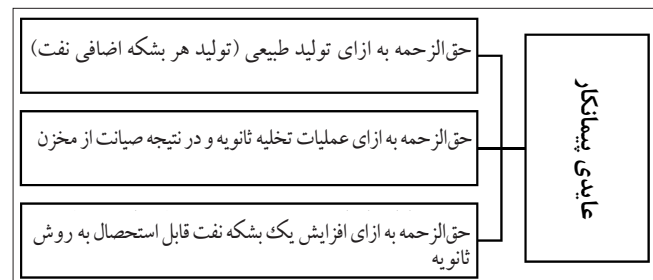 عایدی پیمانکار
حق‌الزحمه به ازای تولید طبیعی (تولید هر بشکه اضافی نفت)
حق‌الزحمه به ازای عملیات تخلیه ثانویه و در نتیجه صیانت از مخزن
حق‌الزحمه به ازای افزایش یک بشکه نفت قابل استحصال به روش
ثانویه